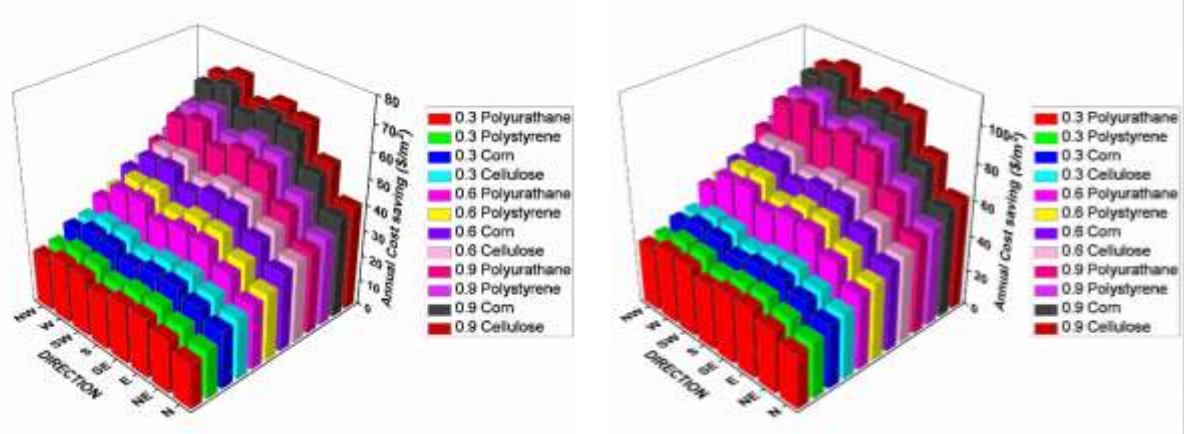 80
70
60
50
40
30
20
10
0
Annual Cost saving ($/m²)
NW
W
SW
S
SE
E
NE
N
DIRECTION
0.3 Polyurathane
0.3 Polystyrene
0.3 Corn
0.3 Cellulose
0.6 Polyurathane
0.6 Polystyrene
0.6 Corn
0.6 Cellulose
0.9 Polyurathane
0.9 Polystyrene
0.9 Corn
0.9 Cellulose
100
80
60
40
20
0
Annual Cost saving ($/m²)
NW
W
SW
S
SE
E
NE
N
DIRECTION
0.3 Polyurathane
0.3 Polystyrene
0.3 Corn
0.3 Cellulose
0.6 Polyurathane
0.6 Polystyrene
0.6 Corn
0.6 Cellulose
0.9 Polyurathane
0.9 Polystyrene
0.9 Corn
0.9 Cellulose